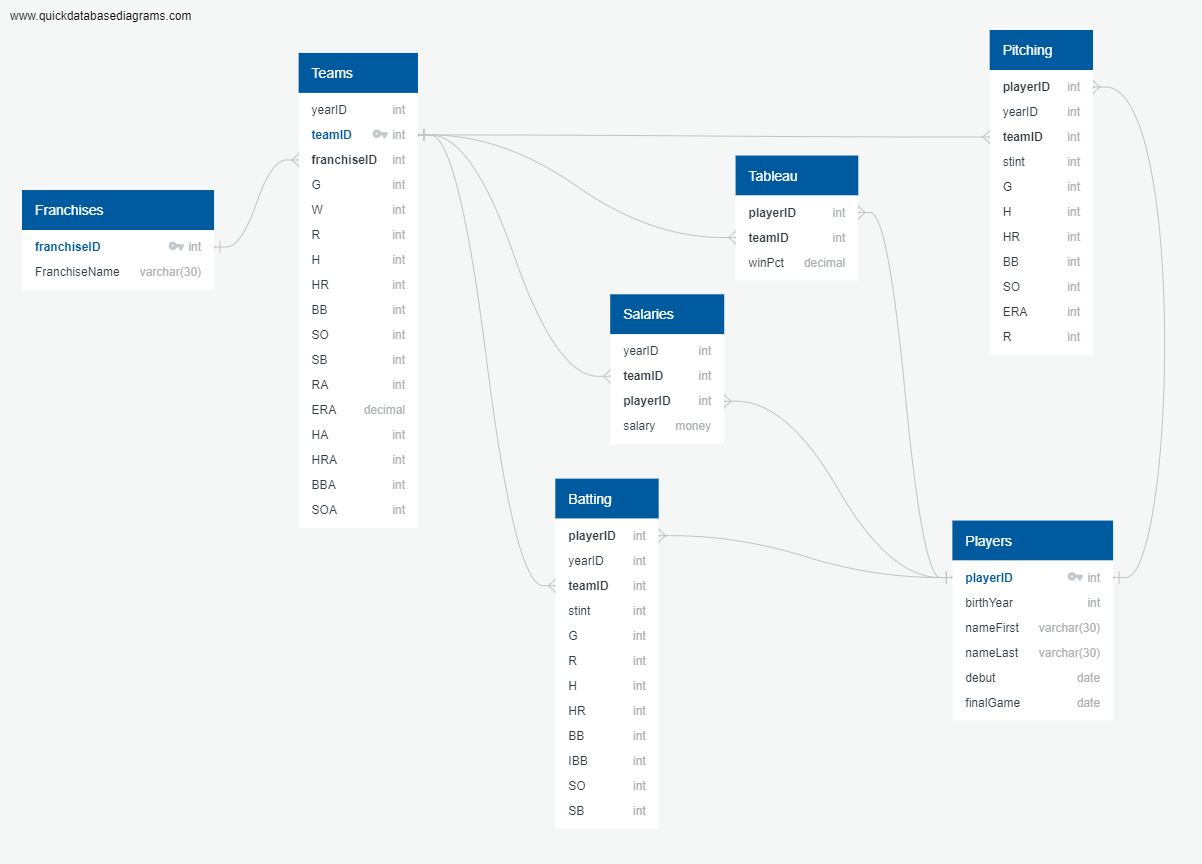 www.quickdatabasediagrams.com
Franchises
franchiseID int
FranchiseName varchar(30)
Teams
yearID int
teamID int
franchiseID int
G int
W int
R int
H int
HR int
BB int
SO int
SB int
RA int
ERA decimal
HA int
HRA int
BBA int
SOA int
Tableau
playerID int
teamID int
winPct decimal
Salaries
yearID int
teamID int
playerID int
salary money
Batting
playerID int
yearID int
teamID int
stint int
G int
R int
H int
HR int
BB int
IBB int
SO int
SB int
Pitching
playerID int
yearID int
teamID int
stint int
G int
H int
HR int
BB int
SO int
ERA int
R int
Players
playerID int
birthYear int
nameFirst varchar(30)
nameLast varchar(30)
debut date
finalGame date